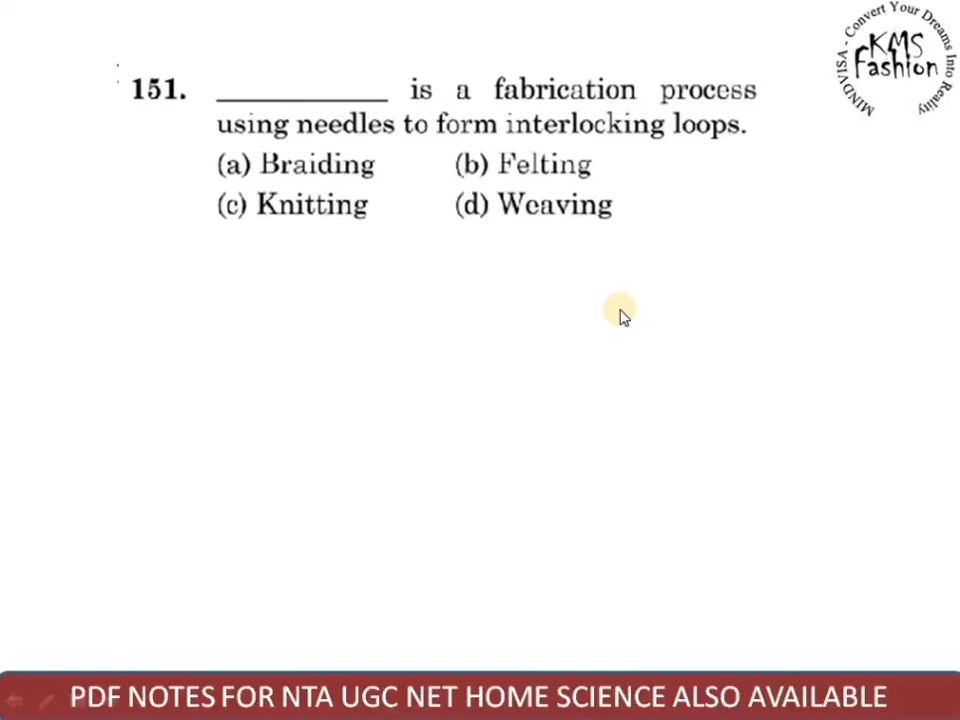 MINDVISA - Convert Your Dreams Into Reality
KMS
Fashion
151. ____________ is a fabrication process
using needles to form interlocking loops.
(a) Braiding (b) Felting
(c) Knitting (d) Weaving
PDF NOTES FOR NTA UGC NET HOME SCIENCE ALSO AVAILABLE